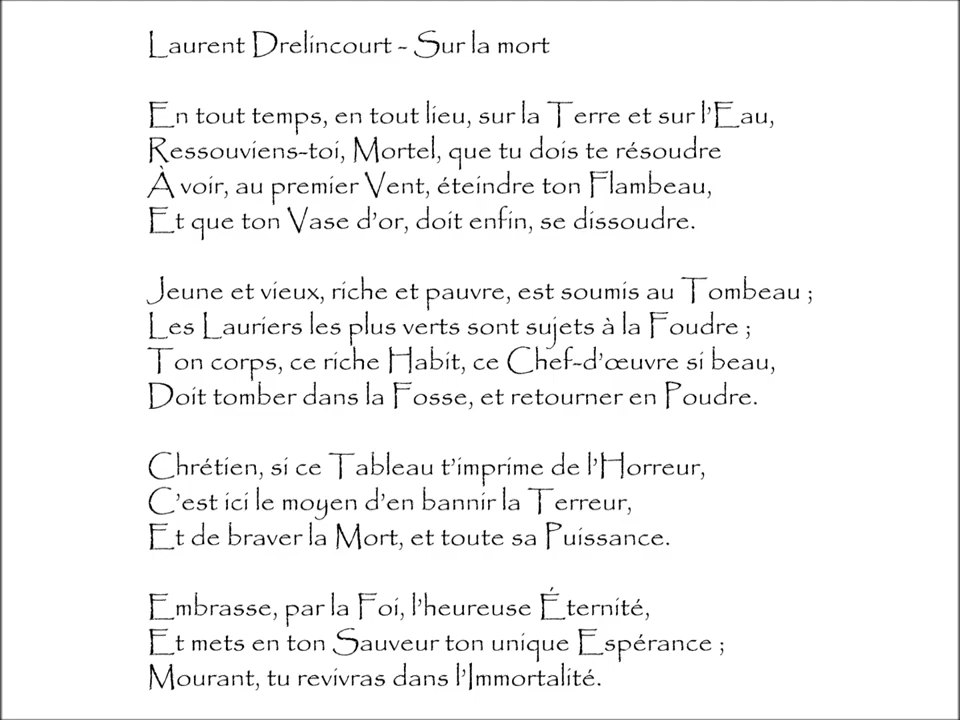 Laurent Drelincourt - Sur la mort
En tout temps, en tout lieu, sur la Terre et sur l'Eau,
Ressouviens-toi, Mortel, que tu dois te résoudre
À voir, au premier Vent, éteindre ton Flambeau,
Et que ton Vase d'or, doit enfin, se dissoudre.
Jeune et vieux, riche et pauvre, est soumis au Tombeau ;
Les Lauriers les plus verts sont sujets à la Foudre ;
Ton corps, ce riche Habit, ce Chef-d'œuvre si beau,
Doit tomber dans la Fosse, et retourner en Poudre.
Chrétien, si ce Tableau t'imprime de l'Horreur,
C'est ici le moyen d'en bannir la Terreur,
Et de braver la Mort, et toute sa Puissance.
Embrasse, par la Foi, l'heureuse Éternité,
Et mets en ton Sauveur ton unique Espérance ;
Mourant, tu revivras dans l'Immortalité.